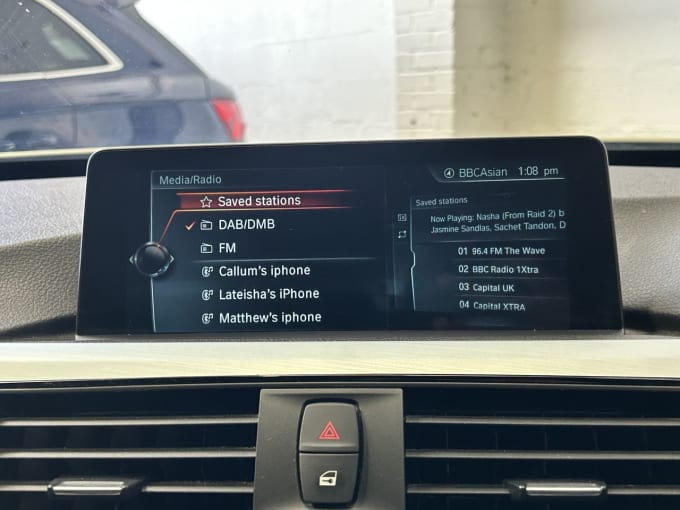 Media/Radio
BBCAsian 1:08 pm
Saved stations
DAB/DMB
FM
Callum's iphone
Lateisha's iPhone
Matthew's iphone
Saved stations
Now Playing: Nasha (From Raid 2) b
Jasmine Sandlas, Sachet Tandon, D
01 96.4 FM The Wave
02 BBC Radio 1Xtra
03 Capital UK
04 Capital XTRA